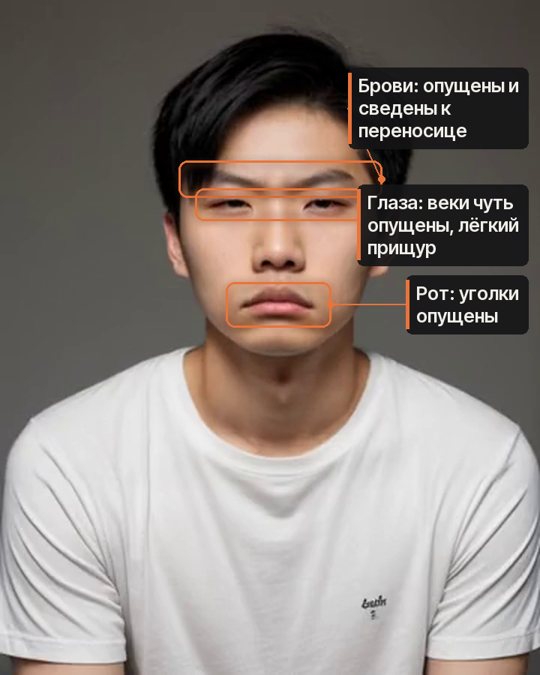 Брови: опущены и
сведены к
переносице
Глаза: веки чуть
опущены, лёгкий
прищур
Рот: уголки
опущены